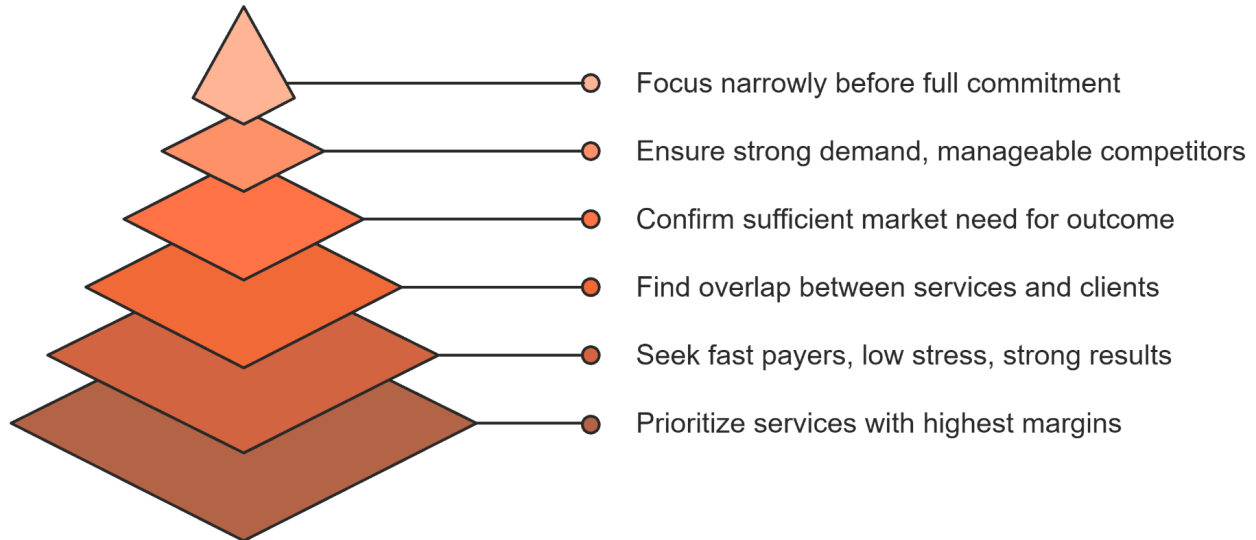 Focus narrowly before full commitment
Ensure strong demand, manageable competitors
Confirm sufficient market need for outcome
Find overlap between services and clients
Seek fast payers, low stress, strong results
Prioritize services with highest margins